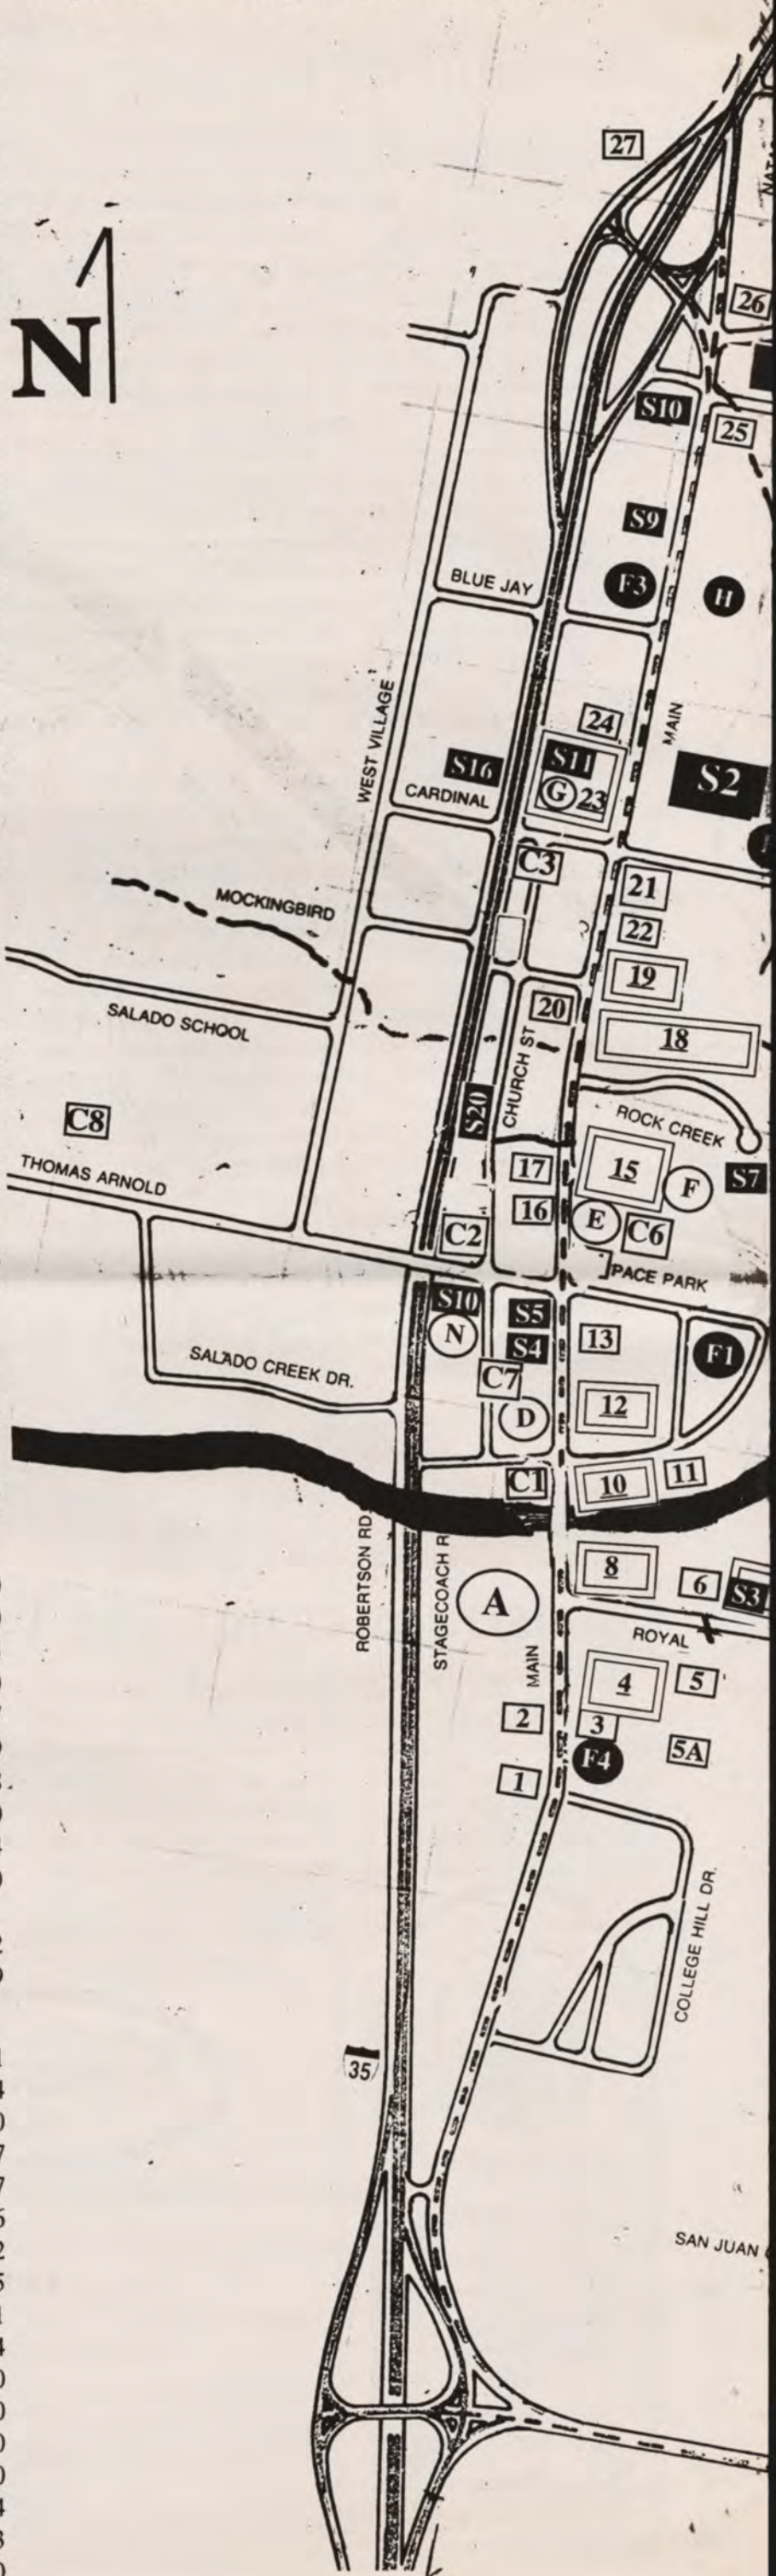 27
N
26
S10
25
S9
BLUE JAY
F3
H
WEST VILLAGE
24
MAIN
S16
S11
S2
CARDINAL
G
23
C3
21
MOCKINGBIRD
22
19
SALADO SCHOOL
20
18
CHURCH ST
S20
C8
ROCK CREEK
THOMAS ARNOLD
17
15
F
S7
16
E
C6
C2
PACE PARK
S10
S5
N
S4
13
F1
SALADO CREEK DR.
C7
12
D
C1
10
11
ROBERTSON RD.
STAGECOACH R
8
6
S3
A
ROYAL
MAIN
4
5
2
3
F4
5A
1
COLLEGE HILL DR.
35
SAN JUAN